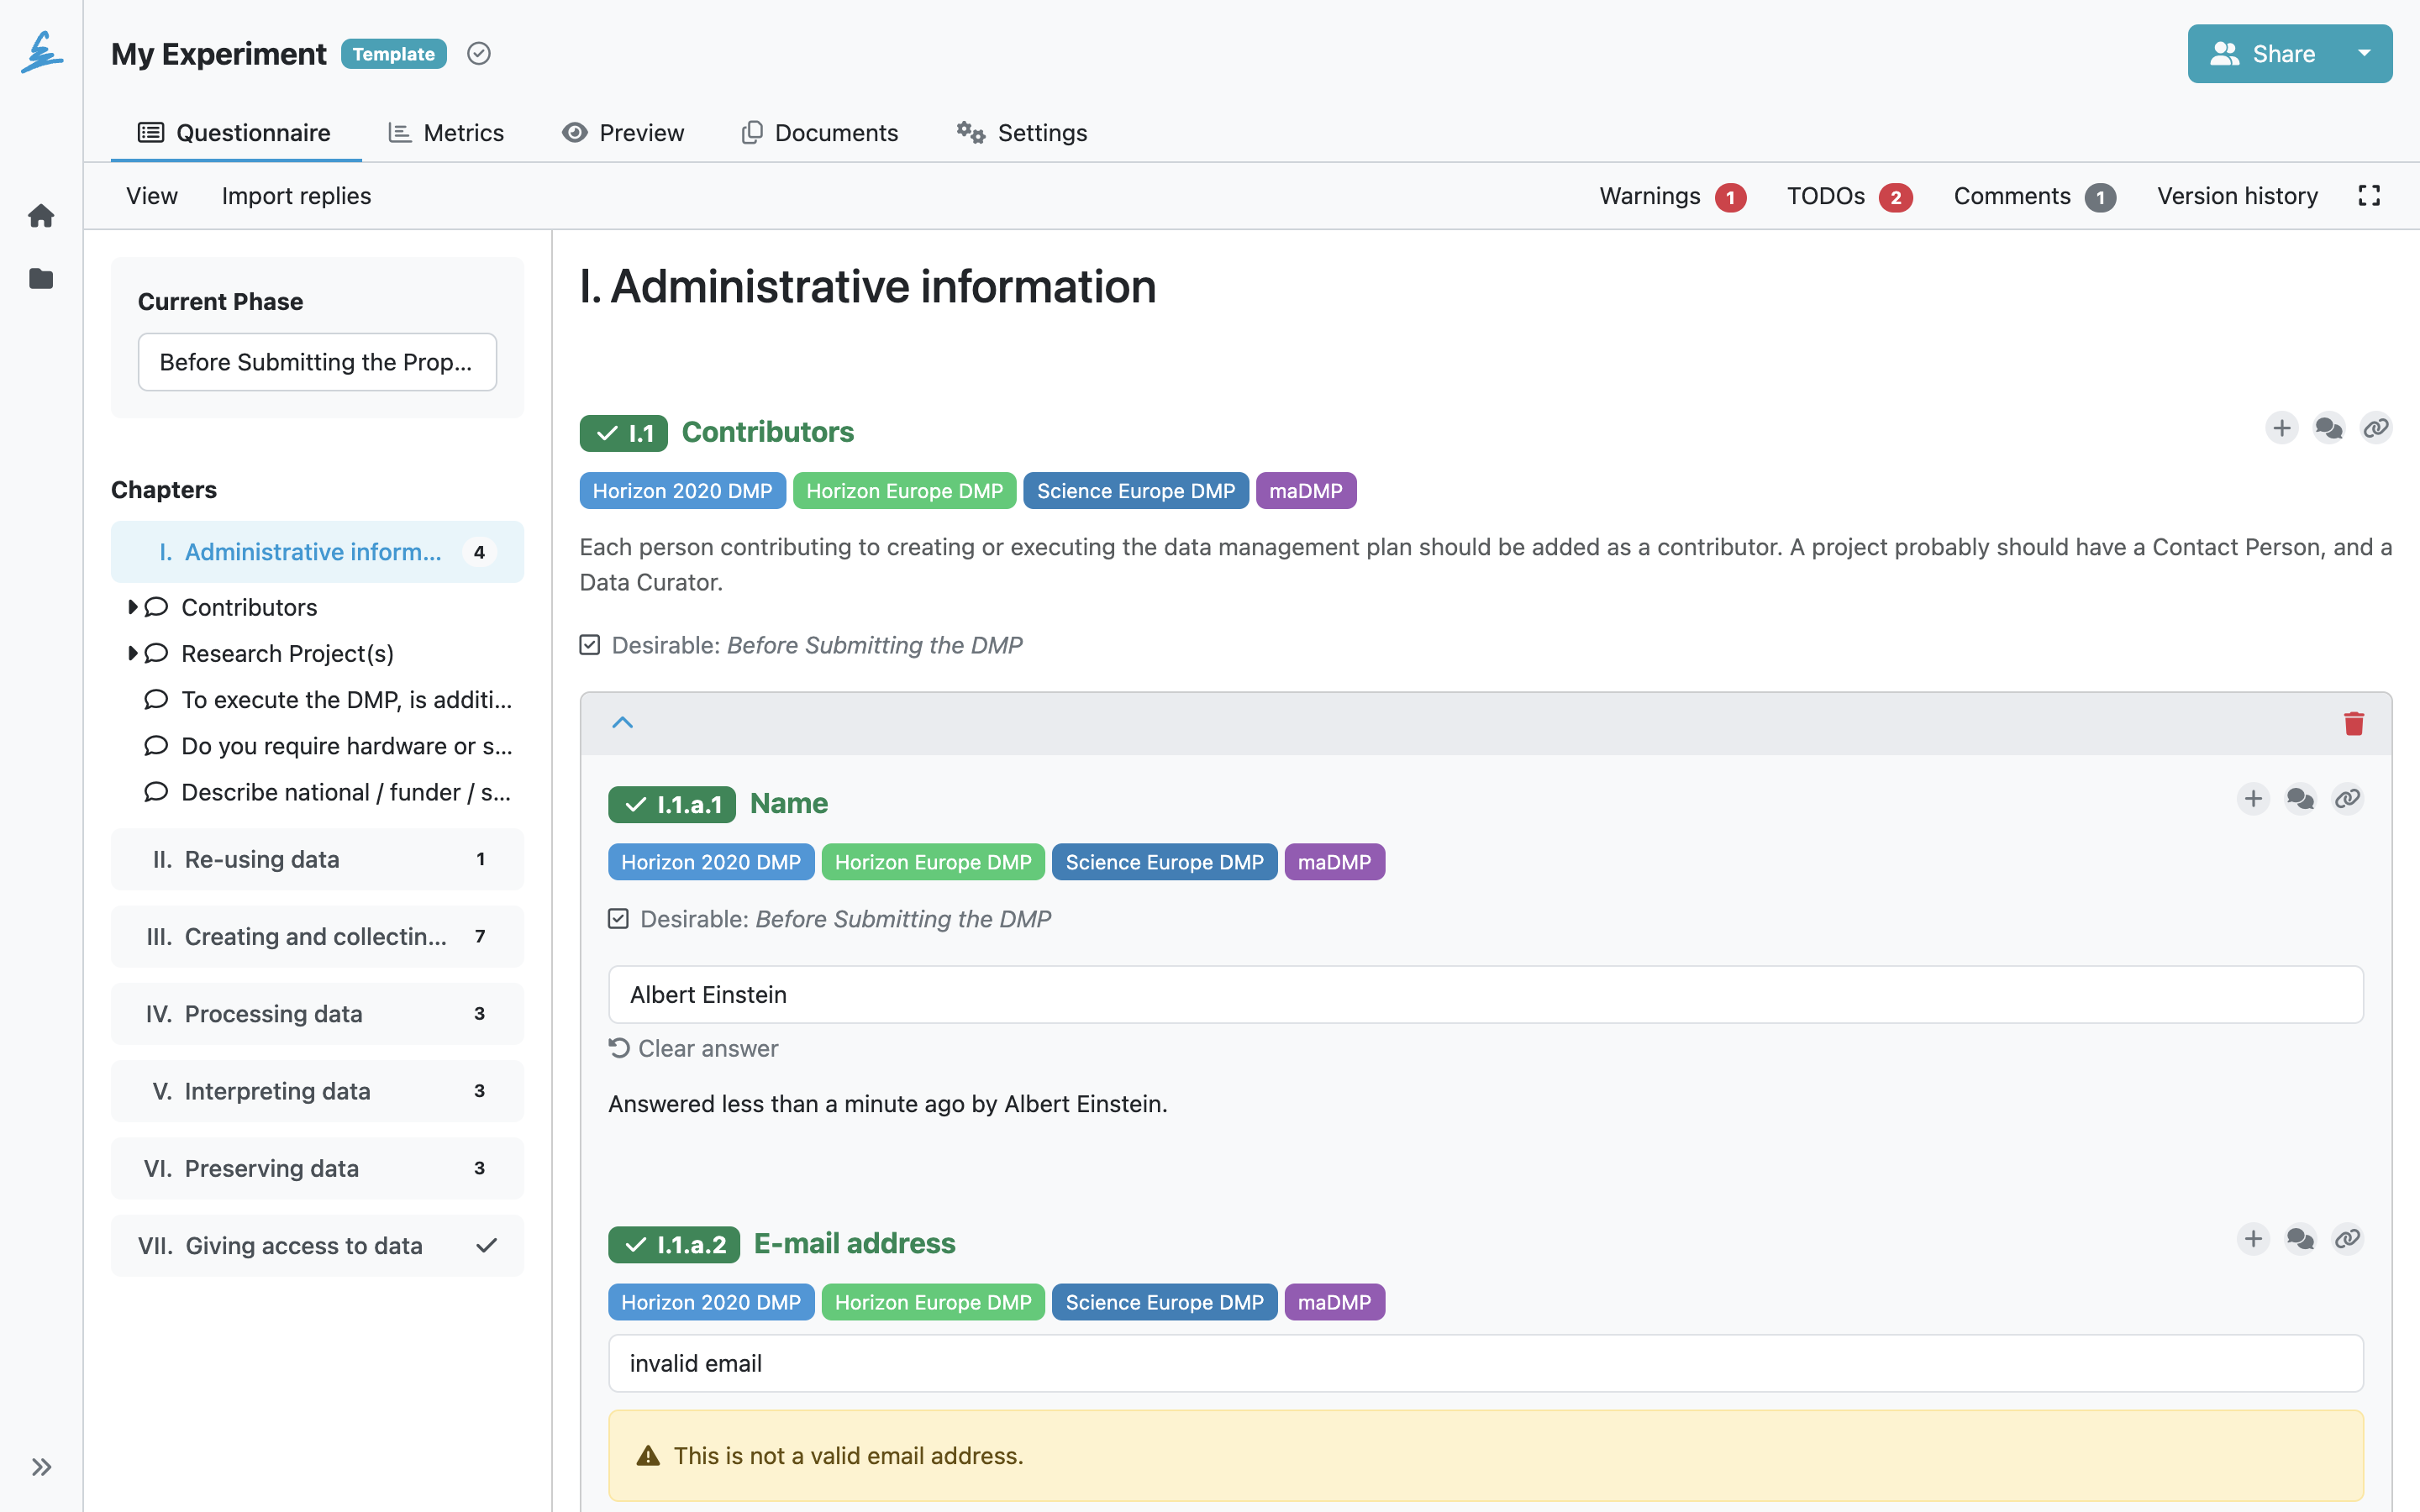 My Experiment Template
Share
Questionnaire Metrics Preview Documents Settings
View Import replies Warnings 1 TODOs 2 Comments 1 Version history
Current Phase
Before Submitting the Prop...
Chapters
I. Administrative inform... 4
Contributors
Research Project(s)
To execute the DMP, is additi...
Do you require hardware or s...
Describe national / funder / s...
II. Re-using data 1
III. Creating and collectin... 7
IV. Processing data 3
V. Interpreting data 3
VI. Preserving data 3
VII. Giving access to data
I. Administrative information
I.1 Contributors
Horizon 2020 DMP Horizon Europe DMP Science Europe DMP maDMP
Each person contributing to creating or executing the data management plan should be added as a contributor. A project probably should have a Contact Person, and a
Data Curator.
Desirable: Before Submitting the DMP
I.1.a.1 Name
Horizon 2020 DMP Horizon Europe DMP Science Europe DMP maDMP
Desirable: Before Submitting the DMP
Albert Einstein
Clear answer
Answered less than a minute ago by Albert Einstein.
I.1.a.2 E-mail address
Horizon 2020 DMP Horizon Europe DMP Science Europe DMP maDMP
invalid email
This is not a valid email address.